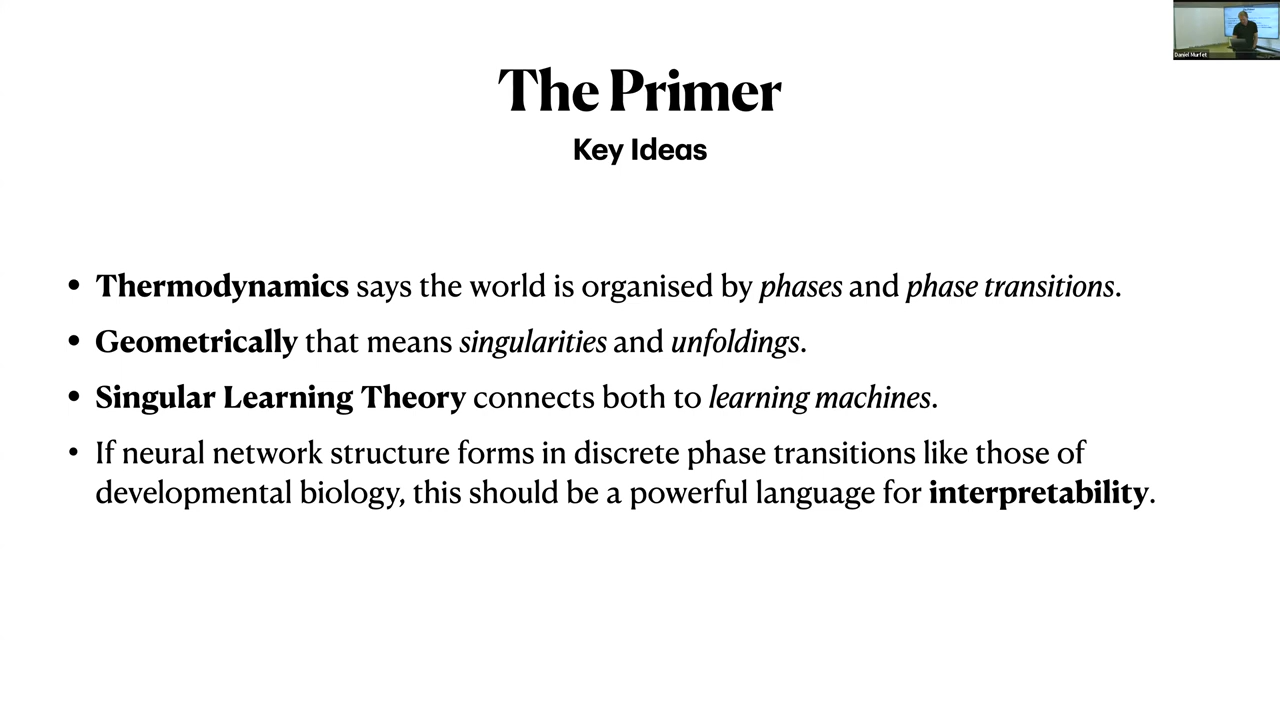 The Primer
Key Ideas
• Thermodynamics says the world is organised by phases and phase transitions.
• Geometrically that means singularities and unfoldings.
• Singular Learning Theory connects both to learning machines.
• If neural network structure forms in discrete phase transitions like those of
developmental biology, this should be a powerful language for interpretability.
Daniel Murfet